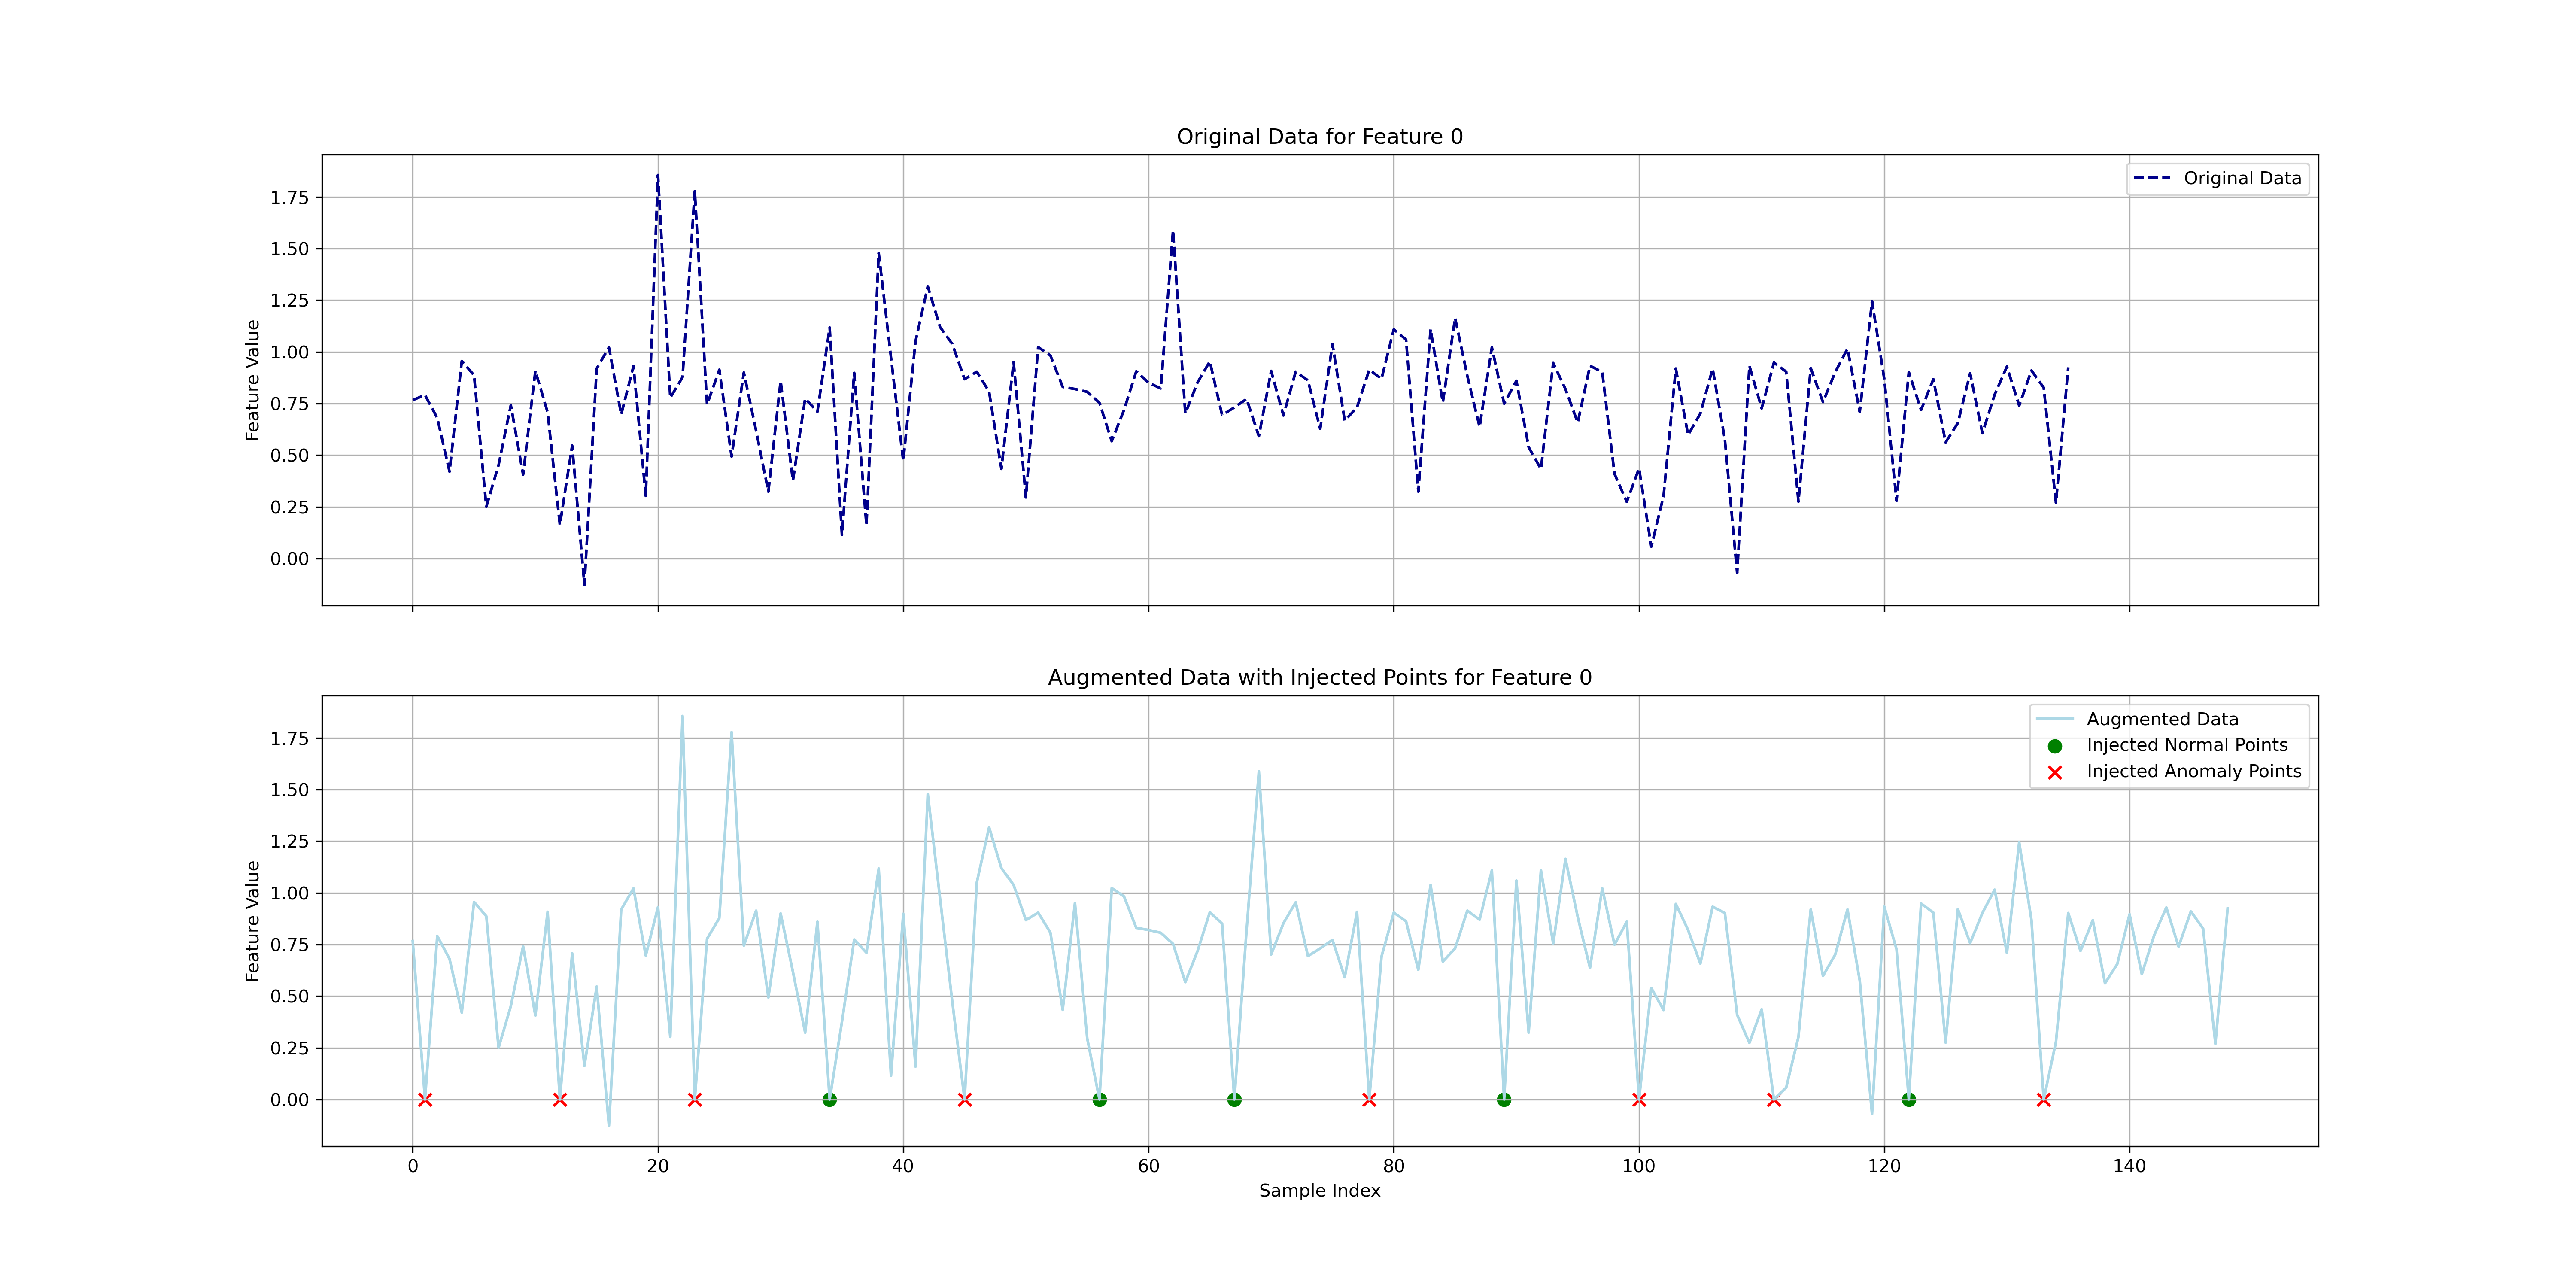 Original Data for Feature 0
Original Data
1.75
1.50
1.25
1.00
0.75
0.50
0.25
0.00
Feature Value
Augmented Data with Injected Points for Feature 0
Augmented Data
Injected Normal Points
Injected Anomaly Points
1.75
1.50
1.25
1.00
0.75
0.50
0.25
0.00
Feature Value
0 20 40 60 80 100 120 140
Sample Index